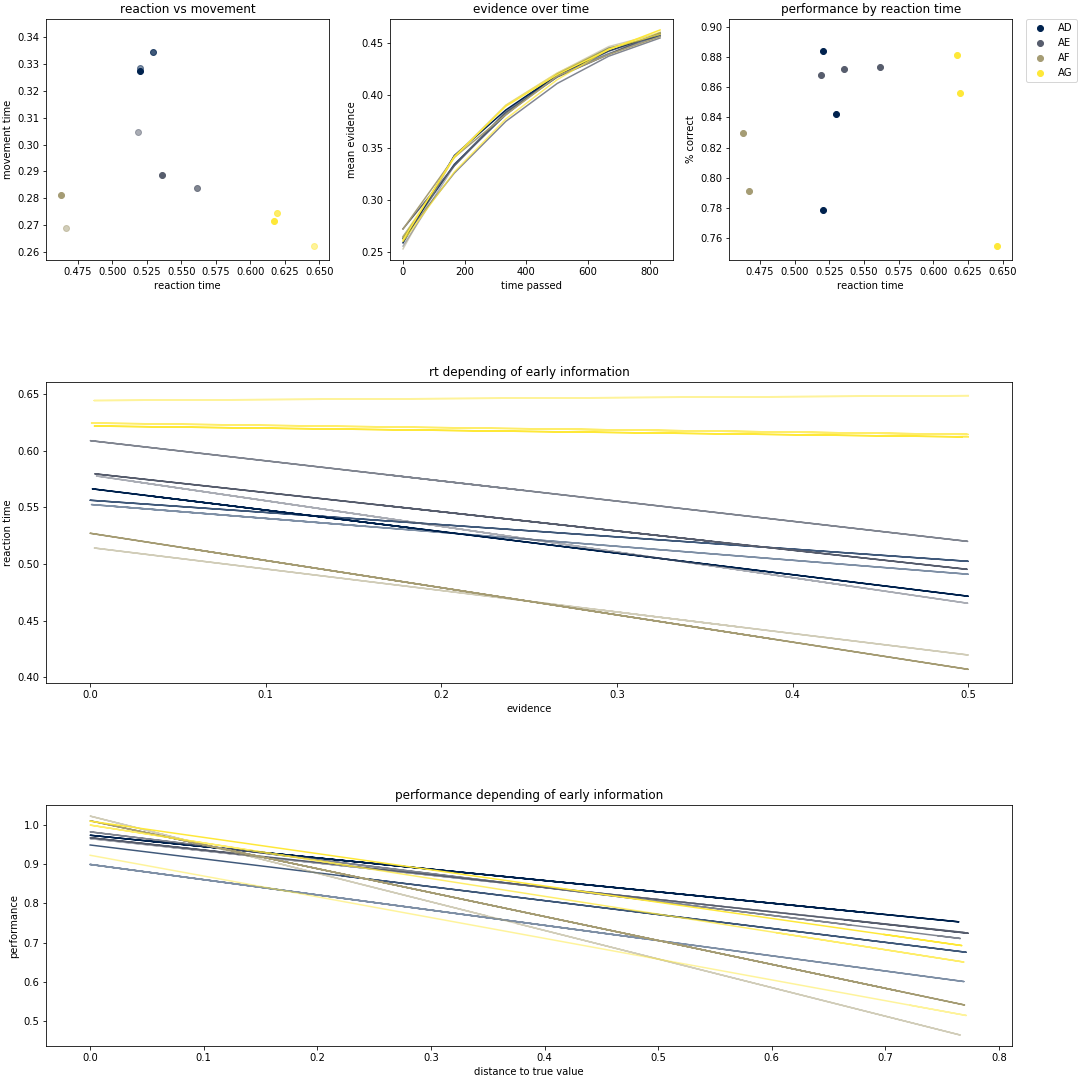 reaction vs movement
0.34
0.33
0.32
0.31
0.30
0.29
0.28
0.27
0.26
movement time
0.475 0.500 0.525 0.550 0.575 0.600 0.625 0.650
reaction time
evidence over time
0.45
0.40
0.35
0.30
0.25
mean evidence
0 200 400 600 800
time passed
performance by reaction time
0.90
0.88
0.86
0.84
0.82
0.80
0.78
0.76
% correct
0.475 0.500 0.525 0.550 0.575 0.600 0.625 0.650
reaction time
AD
AE
AF
AG
rt depending of early information
0.65
0.60
0.55
0.50
0.45
0.40
reaction time
0.0 0.1 0.2 0.3 0.4 0.5
evidence
performance depending of early information
1.0
0.9
0.8
0.7
0.6
0.5
performance
0.0 0.1 0.2 0.3 0.4 0.5 0.6 0.7 0.8
distance to true value